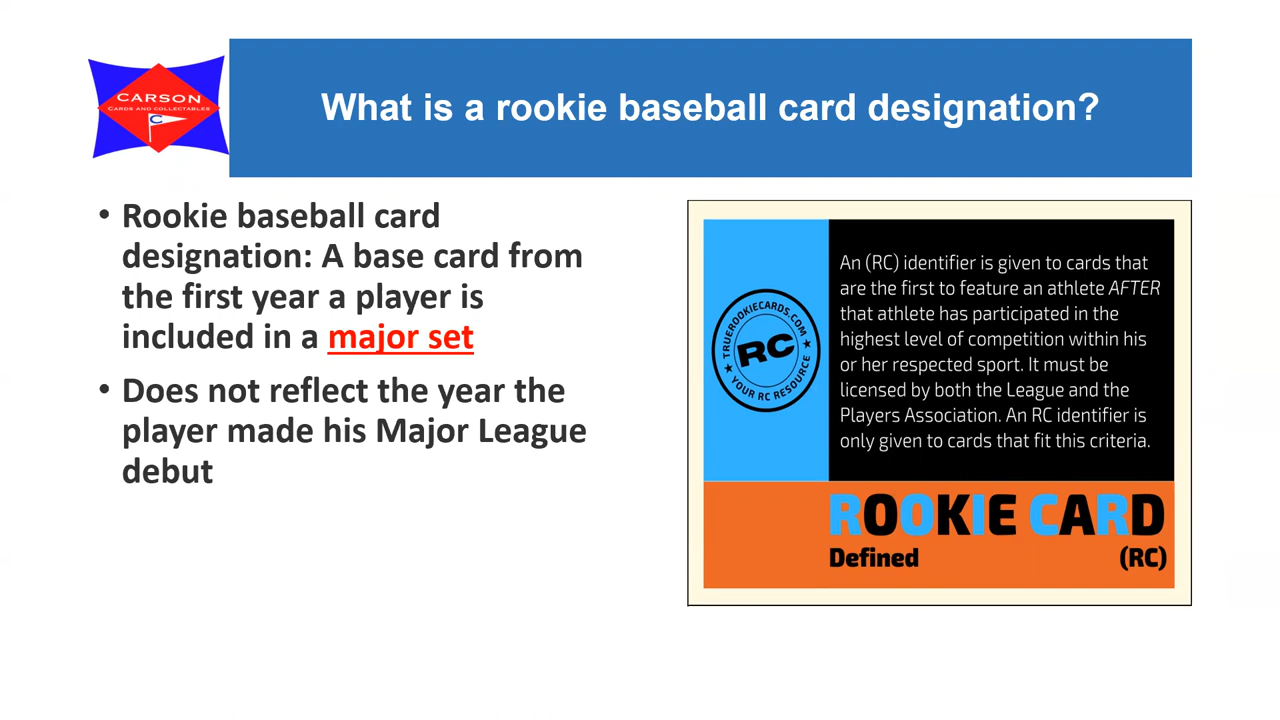 CARSON
CARDS AND COLLECTABLES
C
What is a rookie baseball card designation?
• Rookie baseball card
designation: A base card from
the first year a player is
included in a major set
• Does not reflect the year the
player made his Major League
debut
TRUEROOKIECARDS.COM
RC
★ YOUR RC RESOURCE ★
An (RC) identifier is given to cards that
are the first to feature an athlete AFTER
that athlete has participated in the
highest level of competition within his
or her respected sport. It must be
licensed by both the League and the
Players Association. An RC identifier is
only given to cards that fit this criteria.
ROOKIE CARD
Defined (RC)